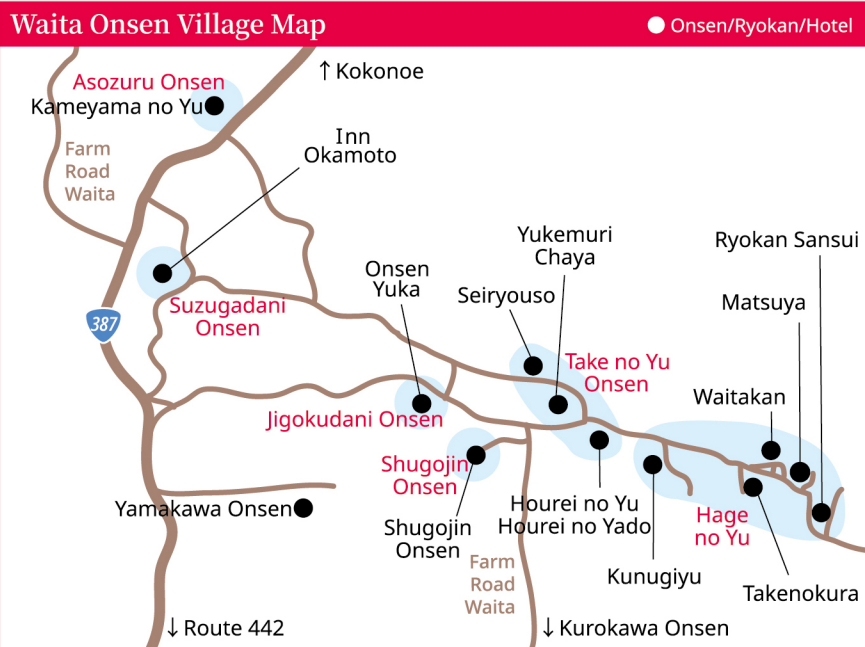 Waita Onsen Village Map
Onsen/Ryokan/Hotel
↑ Kokonoe
Asozuru Onsen
Kameyama no Yu
Inn
Okamoto
Farm
Road
Waita
Yukemuri
Chaya
Ryokan Sansui
Onsen
Yuka
Seiryouso
Matsuya
Suzugadani
Onsen
387
Take no Yu
Onsen
Waitakan
Jigokudani Onsen
Shugojin
Onsen
Yamakawa Onsen
Shugojin
Onsen
Hourei no Yu
Hourei no Yado
Hage
no Yu
Farm
Road
Waita
Kunugiyu
Takenokura
↓ Route 442
↓ Kurokawa Onsen